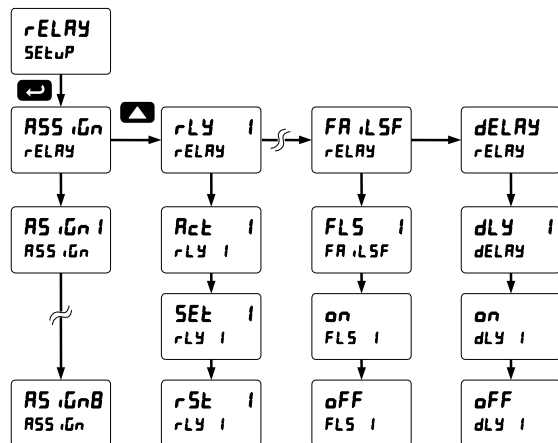 rELAY
SEtuP
ASSiGn
rELAY
rLY 1
rELAY
FAiLSF
rELAY
dELAY
rELAY
ASiGn1
ASSiGn
Act 1
rLY 1
FLS 1
FAiLSF
dLY 1
dELAY
SEt 1
rLY 1
on
FLS 1
on
dLY 1
ASiGn8
ASSiGn
rSt 1
rLY 1
oFF
FLS 1
oFF
dLY 1